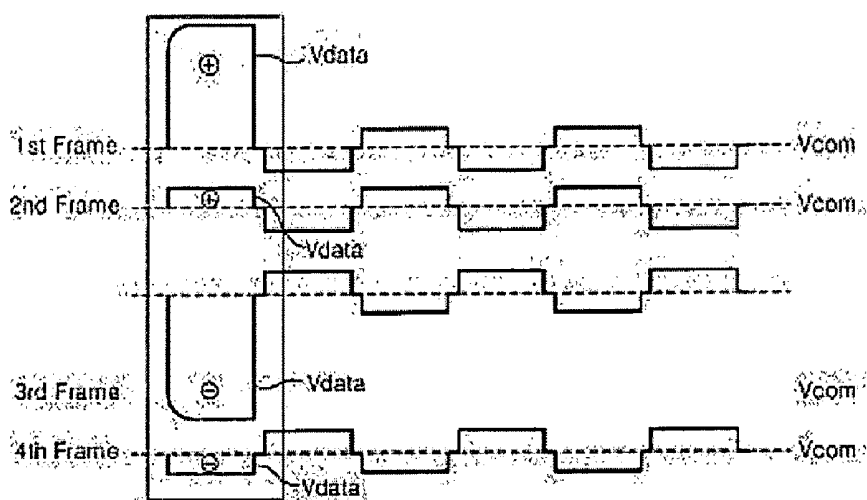 Vdata
⊕
1st Frame Vcom
2nd Frame ⊕ Vcom
Vdata
3rd Frame ⊖ Vdata Vcom
4th Frame ⊖ Vcom
Vdata